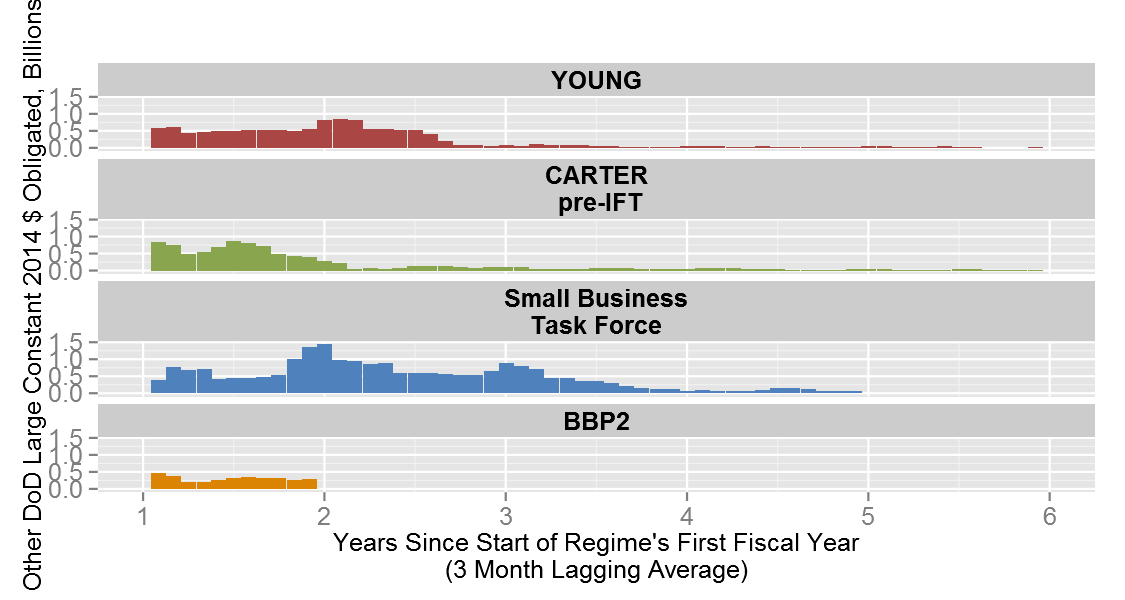 Other DoD Large Constant 2014 $ Obligated, Billions
YOUNG
1.5
1.0
0.5
0.0
CARTER
pre-IFT
1.5
1.0
0.5
0.0
Small Business
Task Force
1.5
1.0
0.5
0.0
BBP2
1.5
1.0
0.5
0.0
1 2 3 4 5 6
Years Since Start of Regime's First Fiscal Year
(3 Month Lagging Average)